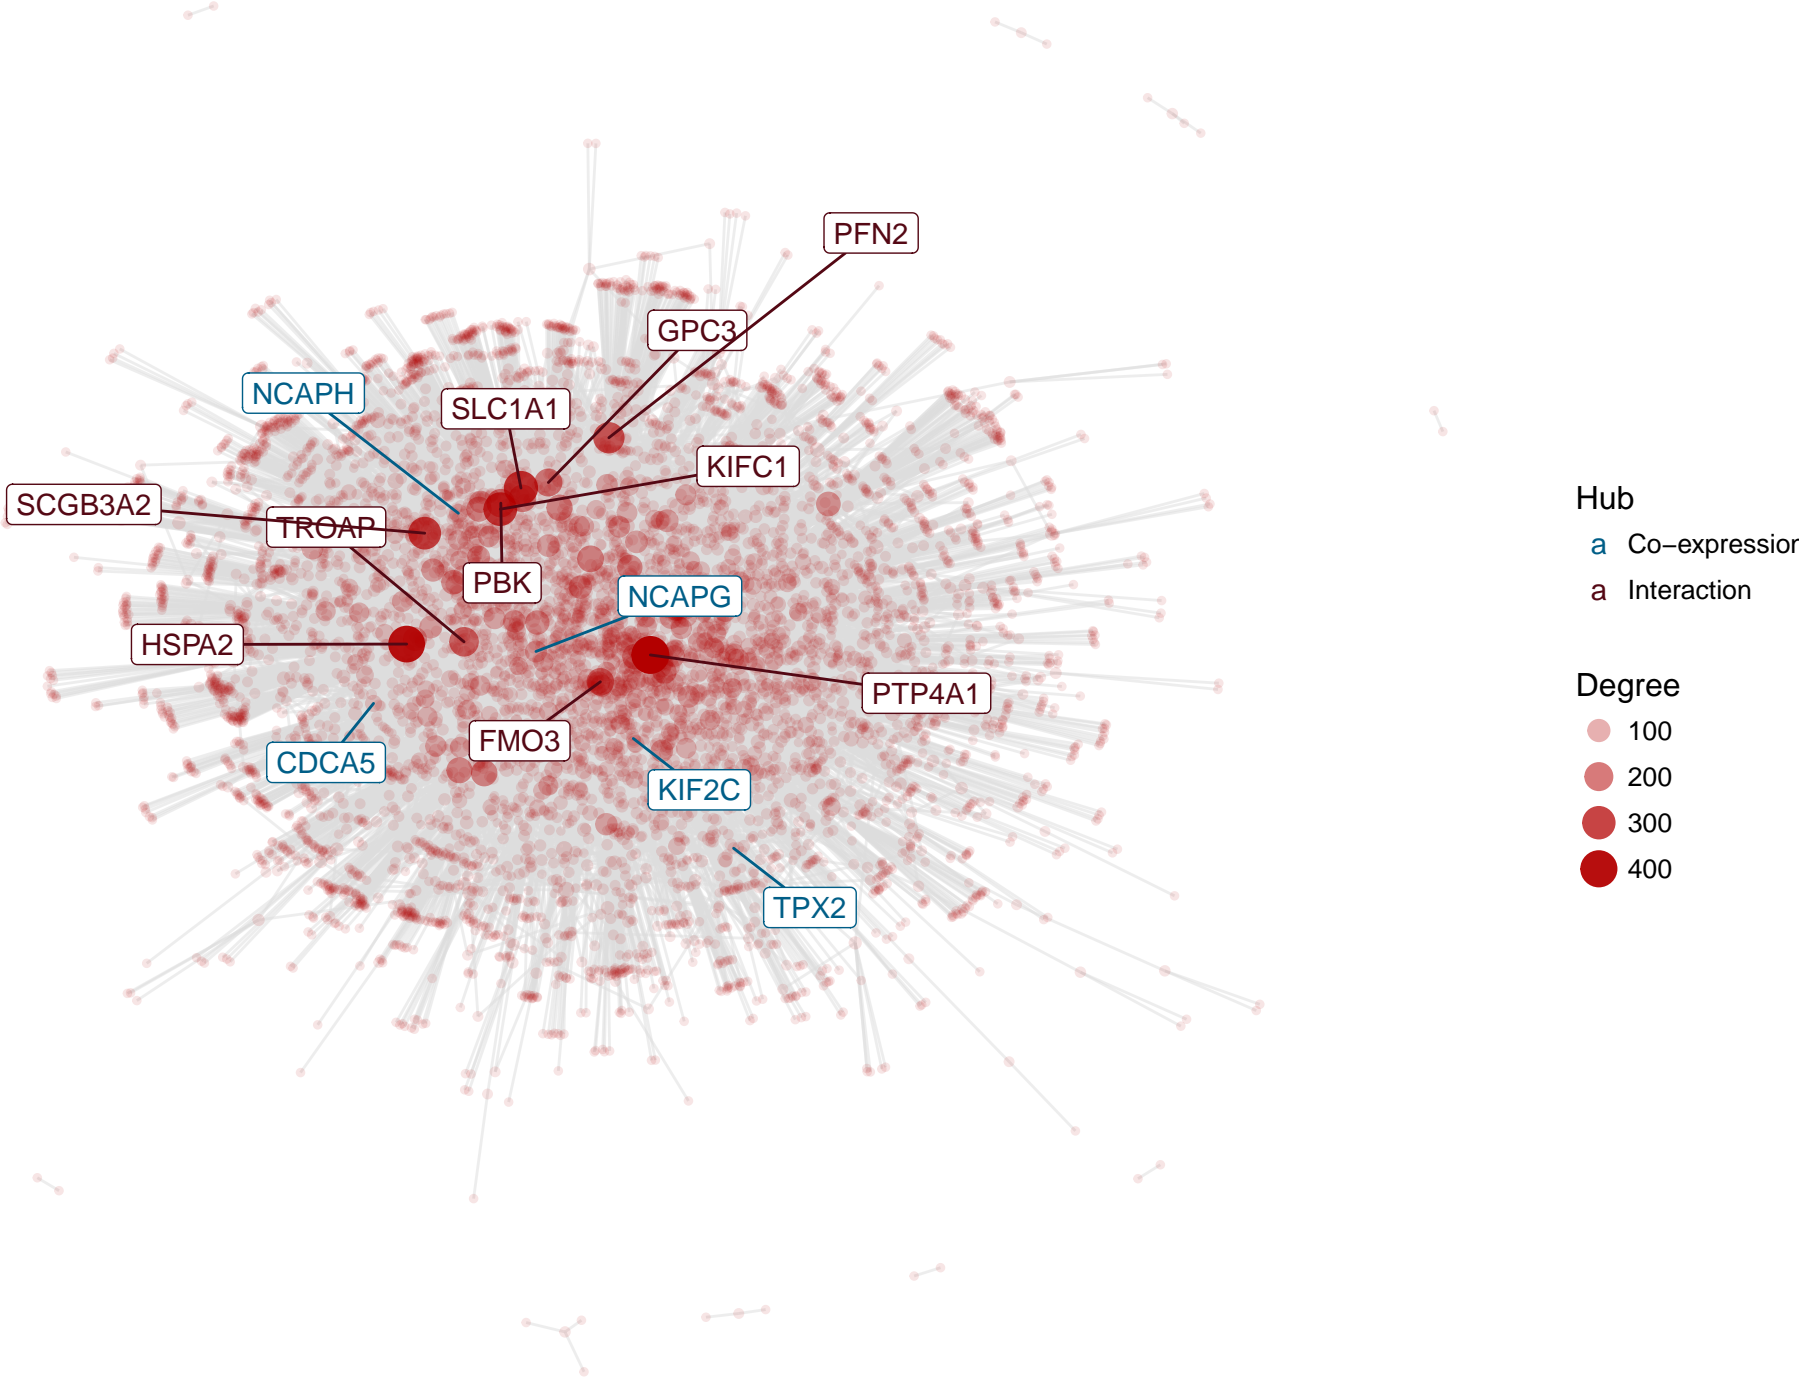 PFN2
GPC3
NCAPH
SLC1A1
KIFC1
SCGB3A2
TROAP
PBK
NCAPG
HSPA2
PTP4A1
FMO3
CDCA5
KIF2C
TPX2
Hub
a Co−expression
a Interaction
Degree
100
200
300
400